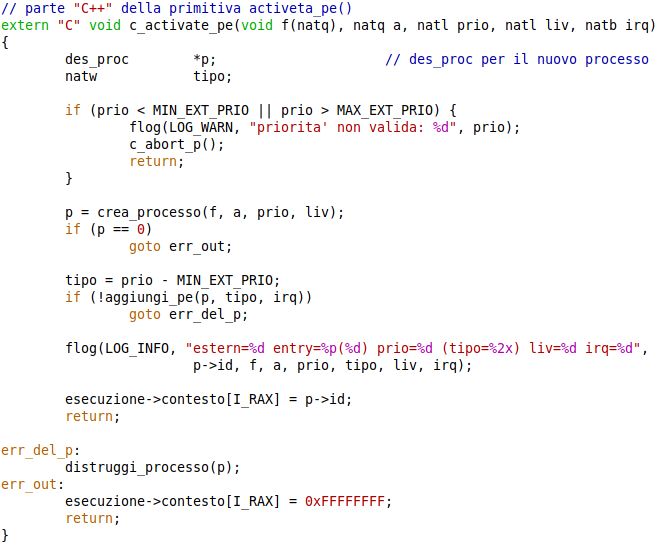 // parte "C++" della primitiva activeta_pe()
extern "C" void c_activate_pe(void f(natq), natq a, natl prio, natl liv, natb irq)
{
        des_proc        *p;                     // des_proc per il nuovo processo
        natw            tipo;

        if (prio < MIN_EXT_PRIO || prio > MAX_EXT_PRIO) {
                flog(LOG_WARN, "priorita' non valida: %d", prio);
                c_abort_p();
                return;
        }

        p = crea_processo(f, a, prio, liv);
        if (p == 0)
                goto err_out;

        tipo = prio - MIN_EXT_PRIO;
        if (!aggiungi_pe(p, tipo, irq))
                goto err_del_p;

        flog(LOG_INFO, "estern=%d entry=%p(%d) prio=%d (tipo=%2x) liv=%d irq=%d",
                        p->id, f, a, prio, tipo, liv, irq);

        esecuzione->contesto[I_RAX] = p->id;
        return;

err_del_p:
        distruggi_processo(p);
err_out:
        esecuzione->contesto[I_RAX] = 0xFFFFFFFF;
        return;
}